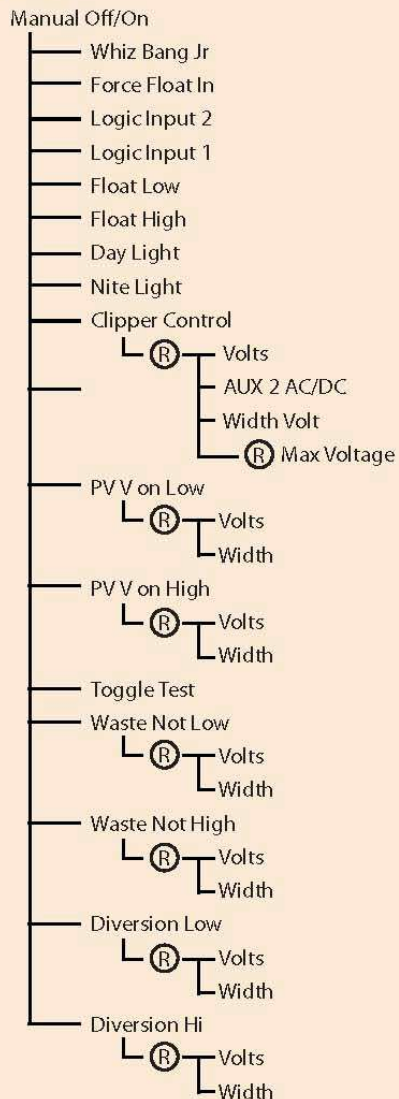 Manual Off/On
Whiz Bang Jr
Force Float In
Logic Input 2
Logic Input 1
Float Low
Float High
Day Light
Nite Light
Clipper Control
R Volts
AUX 2 AC/DC
Width Volt
R Max Voltage
PV V on Low
R Volts
Width
PV V on High
R Volts
Width
Toggle Test
Waste Not Low
R Volts
Width
Waste Not High
R Volts
Width
Diversion Low
R Volts
Width
Diversion Hi
R Volts
Width